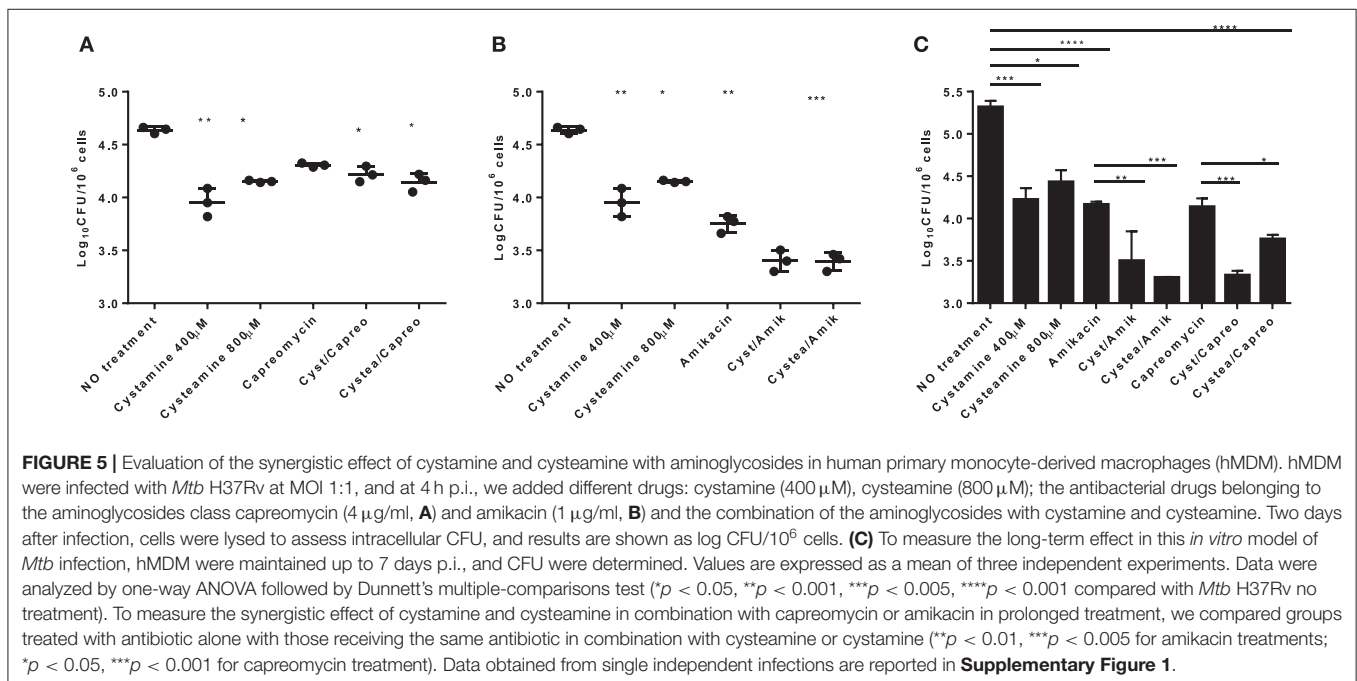 A
B
C
Log10CFU/10^6 cells
5.0
4.5
4.0
3.5
3.0
** * * *
NO treatment
Cystamine 400µM
Cysteamine 800µM
Capreomycin
Cyst/Capreo
Cystea/Capreo
LogCFU/10^6 cells
5.0
4.5
4.0
3.5
3.0
** * ** ***
NO treatment
Cystamine 400µM
Cysteamine 800µM
Amikacin
Cyst/Amik
Cystea/Amik
****
****
*
***
Log10CFU/10^6 cells
5.5
5.0
4.5
4.0
3.5
3.0
***
**
*
***
NO treatment
Cystamine 400µM
Cysteamine 800µM
Amikacin
Cyst/Amik
Cystea/Amik
Capreomycin
Cyst/Capreo
Cystea/Capreo
FIGURE 5 | Evaluation of the synergistic effect of cystamine and cysteamine with aminoglycosides in human primary monocyte-derived macrophages (hMDM). hMDM
were infected with Mtb H37Rv at MOI 1:1, and at 4 h p.i., we added different drugs: cystamine (400 µM), cysteamine (800 µM); the antibacterial drugs belonging to
the aminoglycosides class capreomycin (4 µg/ml, A) and amikacin (1 µg/ml, B) and the combination of the aminoglycosides with cystamine and cysteamine. Two days
after infection, cells were lysed to assess intracellular CFU, and results are shown as log CFU/10^6 cells. (C) To measure the long-term effect in this in vitro model of
Mtb infection, hMDM were maintained up to 7 days p.i., and CFU were determined. Values are expressed as a mean of three independent experiments. Data were
analyzed by one-way ANOVA followed by Dunnett's multiple-comparisons test (*p < 0.05, **p < 0.001, ***p < 0.005, ****p < 0.001 compared with Mtb H37Rv no
treatment). To measure the synergistic effect of cystamine and cysteamine in combination with capreomycin or amikacin in prolonged treatment, we compared groups
treated with antibiotic alone with those receiving the same antibiotic in combination with cysteamine or cystamine (**p < 0.01, ***p < 0.005 for amikacin treatments;
*p < 0.05, ***p < 0.001 for capreomycin treatment). Data obtained from single independent infections are reported in Supplementary Figure 1.